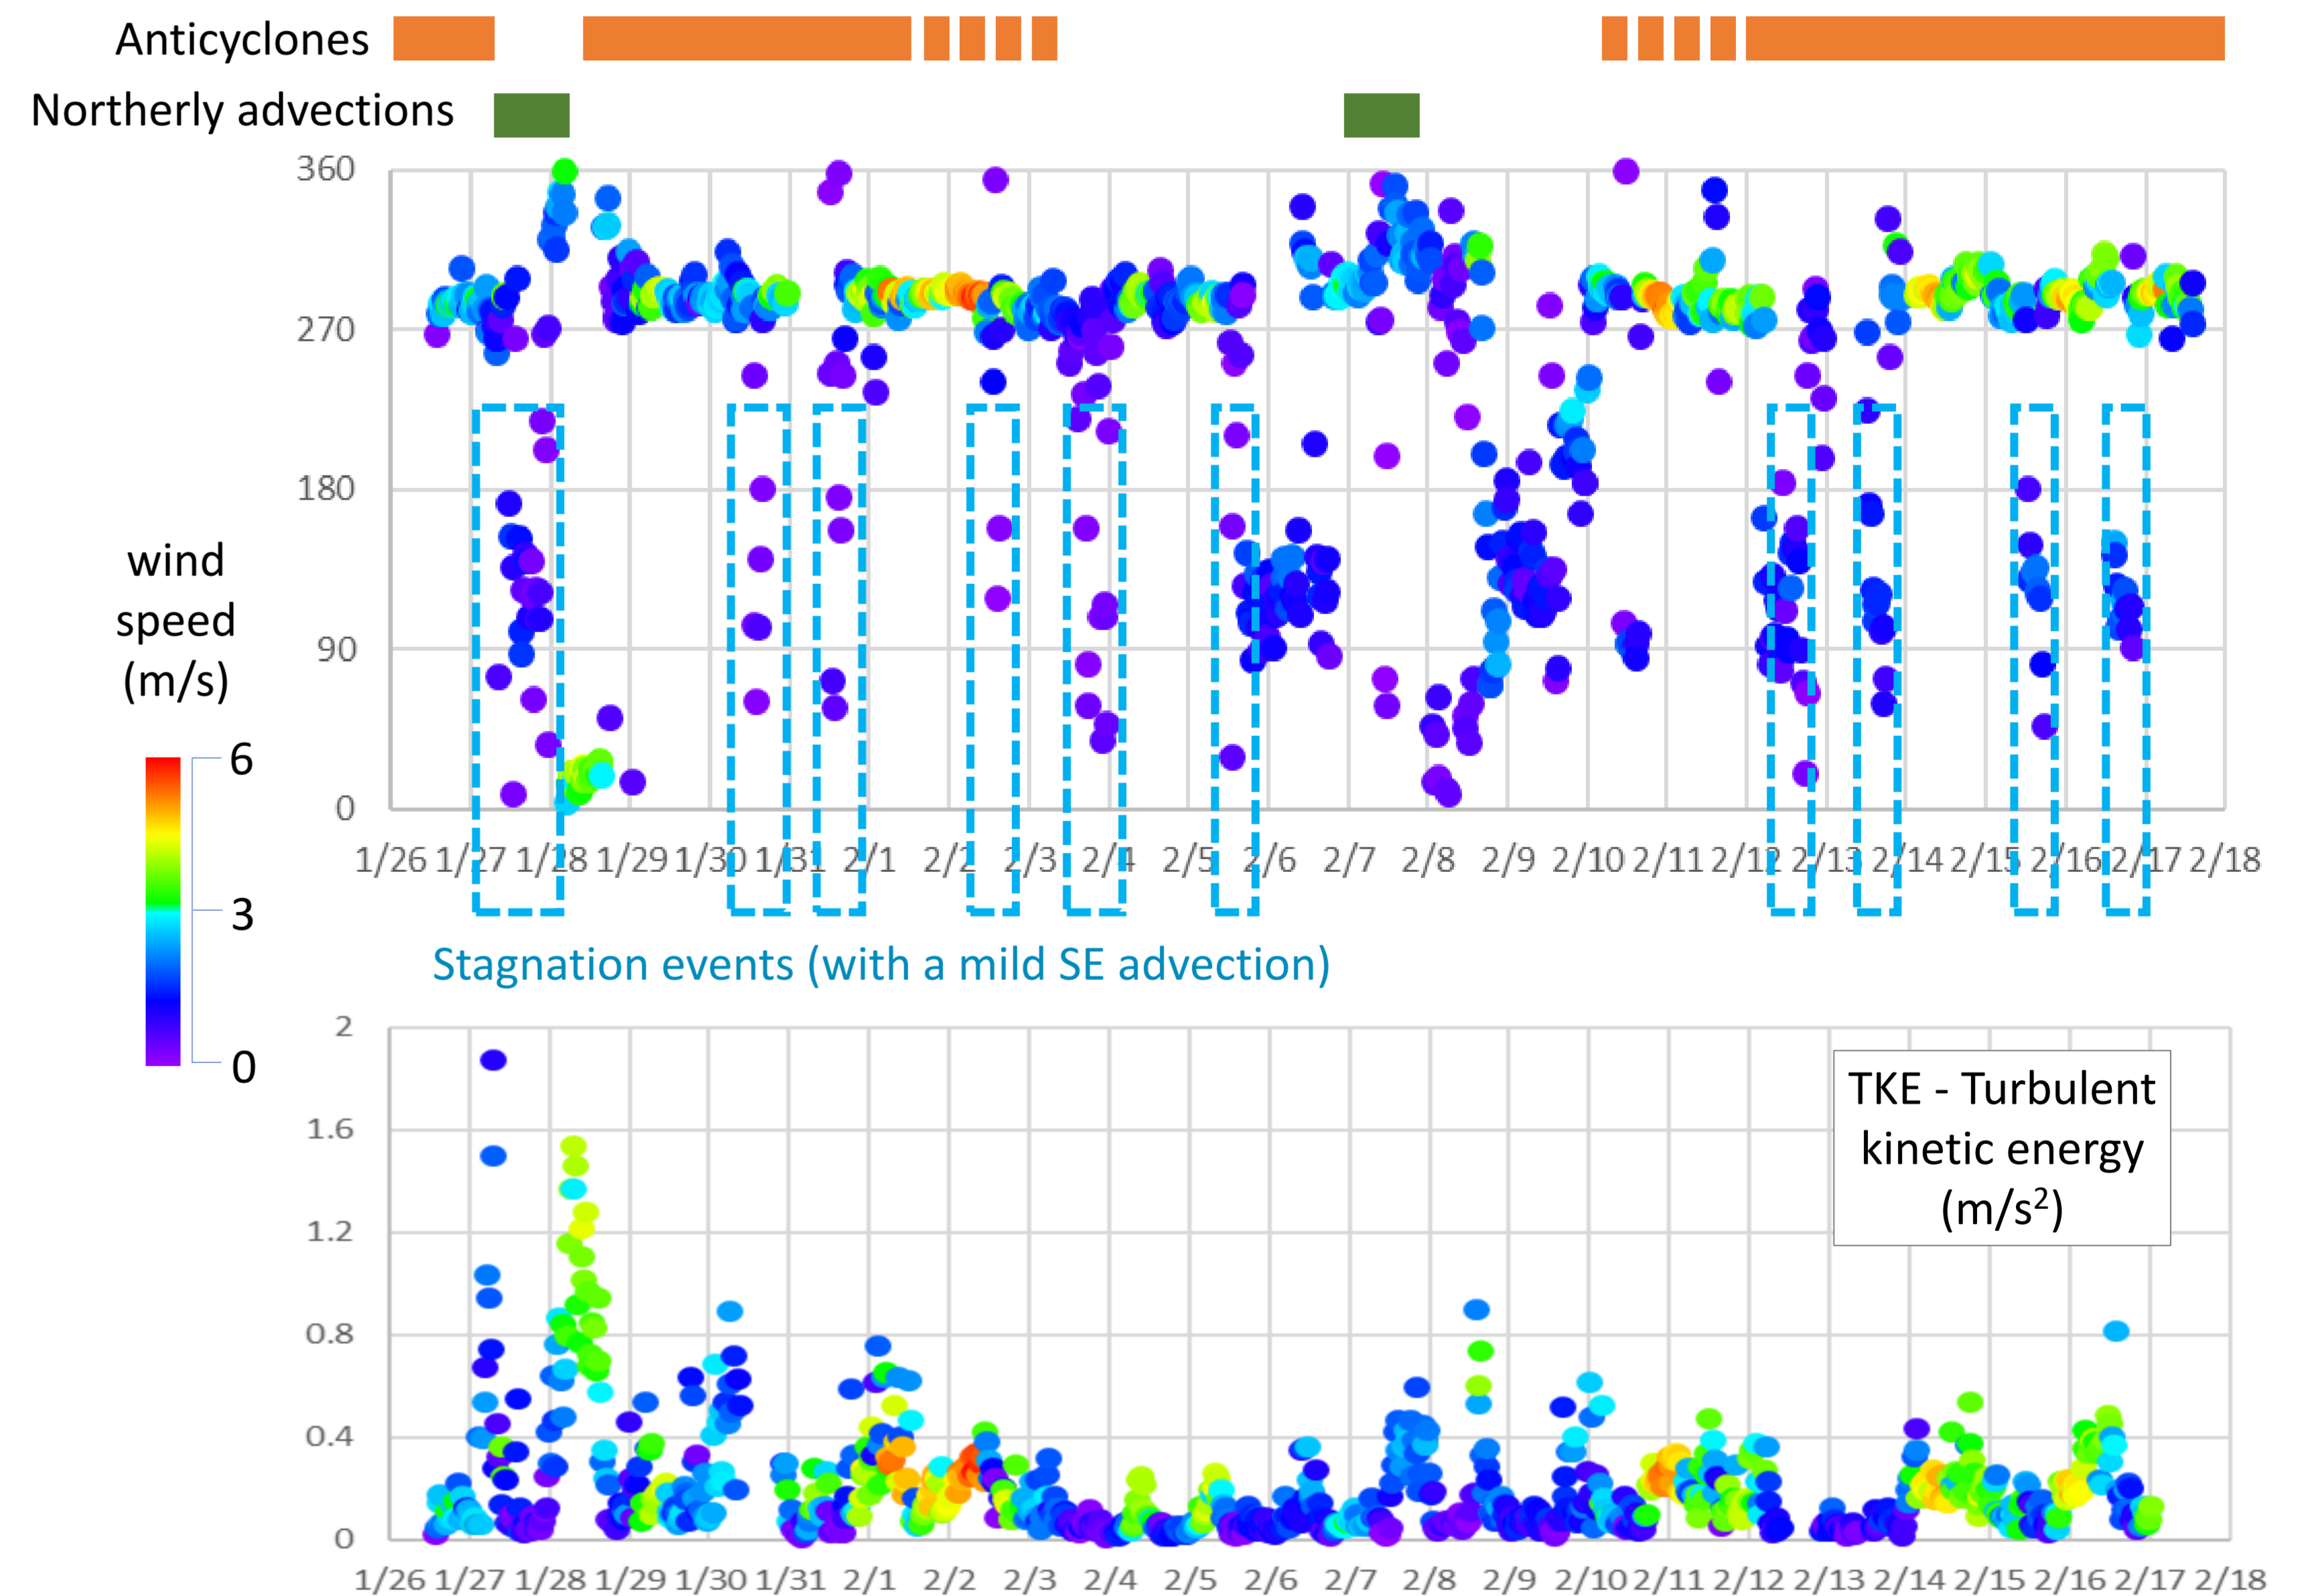 Anticyclones
Northerly advections
360
270
180
90
0
1/26 1/27 1/28 1/29 1/30 1/31 2/1 2/2 2/3 2/4 2/5 2/6 2/7 2/8 2/9 2/10 2/11 2/12 2/13 2/14 2/15 2/16 2/17 2/18
wind
speed
(m/s)
6
3
0
Stagnation events (with a mild SE advection)
2
1.6
1.2
0.8
0.4
0
TKE - Turbulent
kinetic energy
(m/s²)
1/26 1/27 1/28 1/29 1/30 1/31 2/1 2/2 2/3 2/4 2/5 2/6 2/7 2/8 2/9 2/10 2/11 2/12 2/13 2/14 2/15 2/16 2/17 2/18